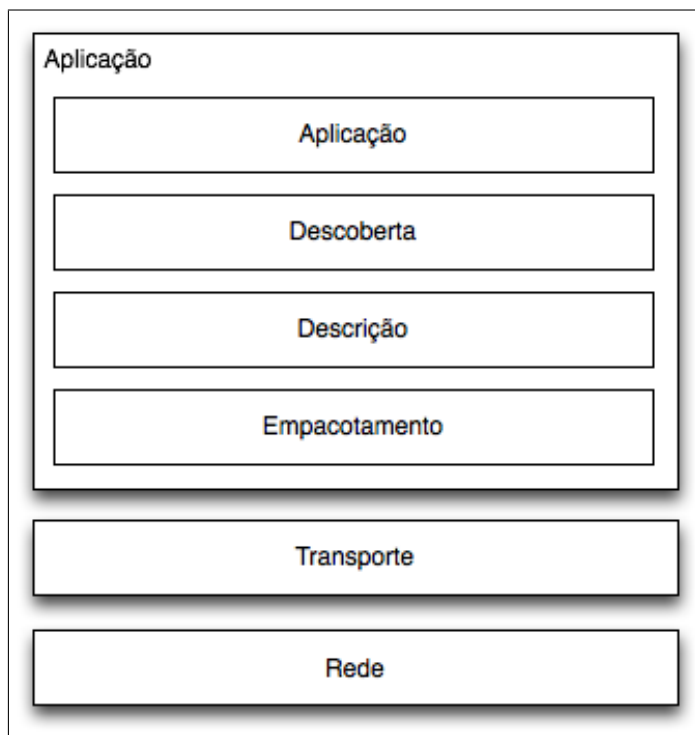 Aplicação
Aplicação
Descoberta
Descrição
Empacotamento
Transporte
Rede